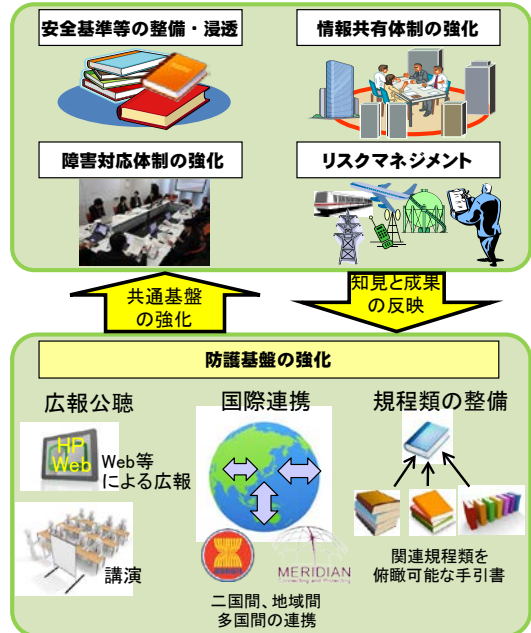 安全基準等の整備・浸透
情報共有体制の強化
障害対応体制の強化
リスクマネジメント
共通基盤
の強化
知見と成果
の反映
防護基盤の強化
広報公聴
国際連携
規程類の整備
HP
Web
Web等
による広報
講演
MERIDIAN
Connecting and Protecting
二国間、地域間
多国間の連携
関連規程類を
俯瞰可能な手引書